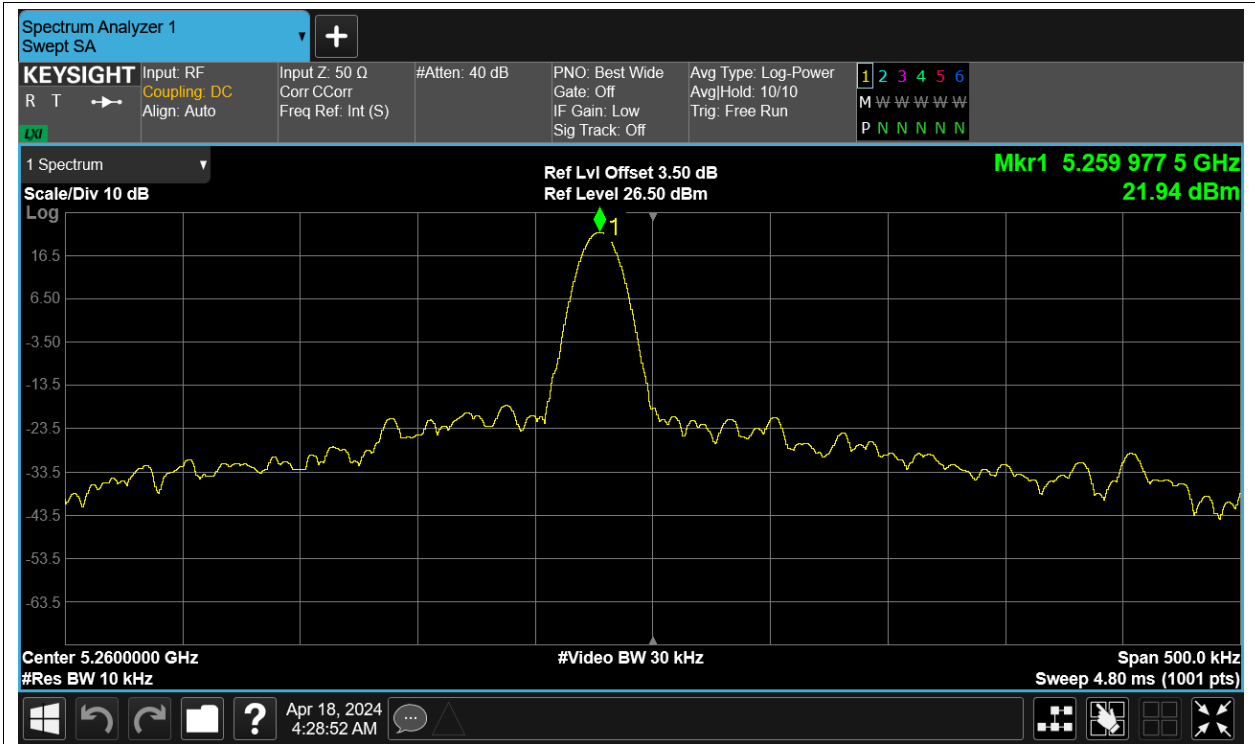 Spectrum Analyzer 1
Swept SA
KEYSIGHT
R T
LXI
Input: RF
Coupling: DC
Align: Auto
Input Z: 50 Ω
Corr CCorr
Freq Ref: Int (S)
#Atten: 40 dB
PNO: Best Wide
Gate: Off
IF Gain: Low
Sig Track: Off
Avg Type: Log-Power
Avg|Hold: 10/10
Trig: Free Run
1 2 3 4 5 6
M W W W W W W
P N N N N N N
1 Spectrum
Scale/Div 10 dB
Log
Ref Lvl Offset 3.50 dB
Ref Level 26.50 dBm
Mkr1 5.259 977 5 GHz
21.94 dBm
1
16.5
6.50
-3.50
-13.5
-23.5
-33.5
-43.5
-53.5
-63.5
Center 5.2600000 GHz
#Res BW 10 kHz
#Video BW 30 kHz
Span 500.0 kHz
Sweep 4.80 ms (1001 pts)
?
Apr 18, 2024
4:28:52 AM